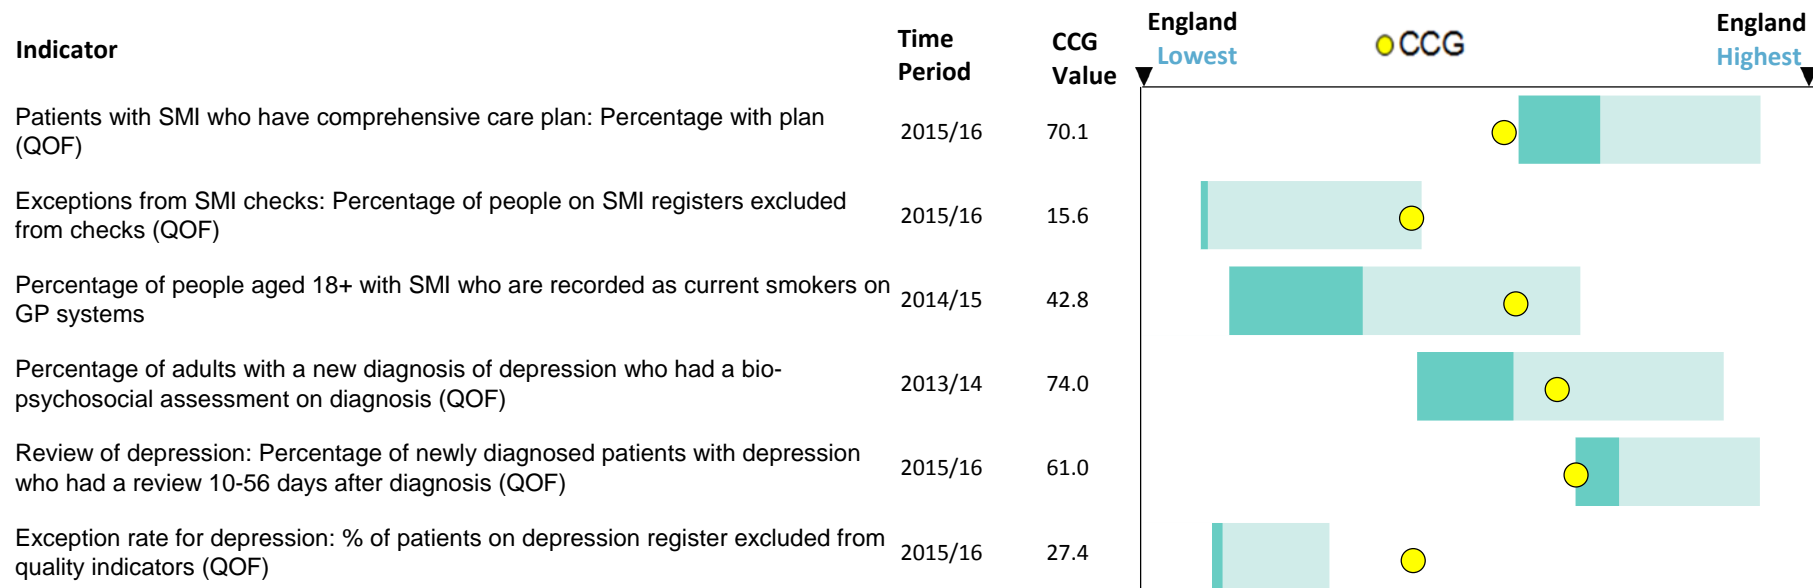 Indicator
Time Period
CCG Value
England Lowest
CCG
England Highest
Patients with SMI who have comprehensive care plan: Percentage with plan
(QOF)
2015/16
70.1
Exceptions from SMI checks: Percentage of people on SMI registers excluded
from checks (QOF)
2015/16
15.6
Percentage of people aged 18+ with SMI who are recorded as current smokers on
GP systems
2014/15
42.8
Percentage of adults with a new diagnosis of depression who had a bio-
psychosocial assessment on diagnosis (QOF)
2013/14
74.0
Review of depression: Percentage of newly diagnosed patients with depression
who had a review 10-56 days after diagnosis (QOF)
2015/16
61.0
Exception rate for depression: % of patients on depression register excluded from
quality indicators (QOF)
2015/16
27.4